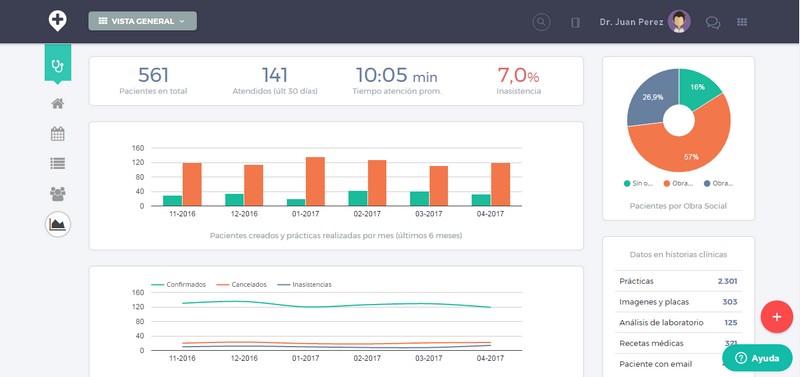 VISTA GENERAL
Dr. Juan Perez
561
Pacientes en total
141
Atendidos (últ 30 días)
10:05 min
Tiempo atención prom.
7,0%
Inasistencia
160
120
80
40
0
11-2016 12-2016 01-2017 02-2017 03-2017 04-2017
Pacientes creados y prácticas realizadas por mes (últimos 6 meses)
Confirmados Cancelados Inasistencias
160
120
80
40
0
11-2016 12-2016 01-2017 02-2017 03-2017 04-2017
16%
26,9%
57%
Sin o... Obra... Obra...
Pacientes por Obra Social
Datos en historias clínicas
Prácticas 2.301
Imagenes y placas 303
Análisis de laboratorio 125
Recetas médicas 321
Paciente con email
+
? Ayuda